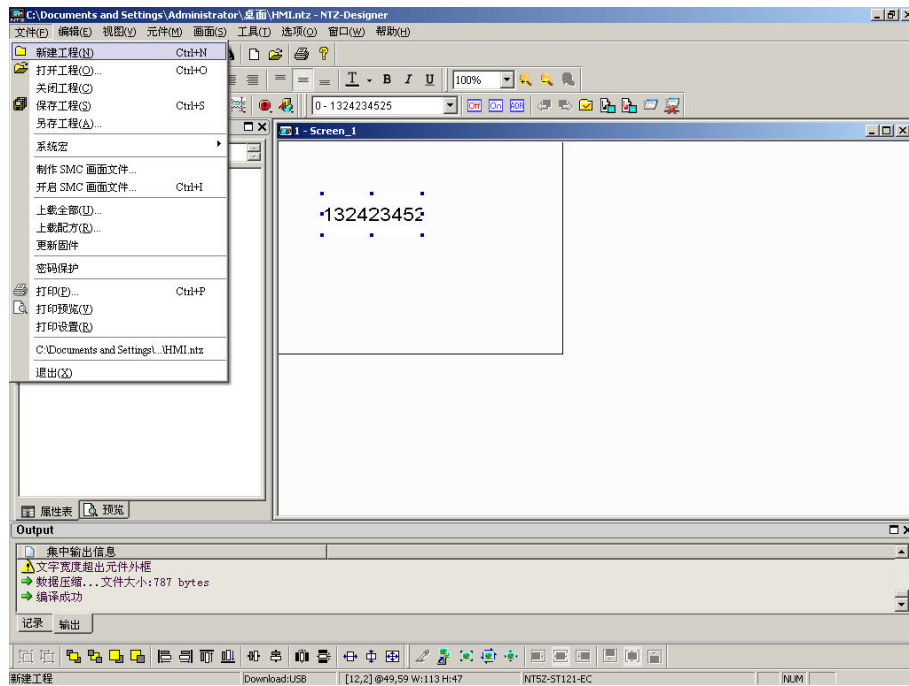 C:\Documents and Settings\Administrator\桌面\HMI.ntz - NTZ-Designer
文件(F) 编辑(E) 视图(V) 元件(M) 画面(S) 工具(T) 选项(O) 窗口(W) 帮助(H)
新建工程(N) Ctrl+N
打开工程(O)... Ctrl+O
关闭工程(C)
保存工程(S) Ctrl+S
另存工程(A)...
系统宏
制作 SMC 画面文件...
开启 SMC 画面文件... Ctrl+I
上载全部(U)...
上载配方(R)...
更新固件
密码保护
打印(P)... Ctrl+P
打印预览(V)
打印设置(R)
C:\Documents and Settings\...\HMI.ntz
退出(X)
B I U 100%
0 - 1324234525 Off On ADR
1 - Screen_1
132423452
属性表 预览
Output
集中输出信息
文字宽度超出元件外框
数据压缩...文件大小:787 bytes
编译成功
记录 输出
新建工程 Download:USB [12,2] @49,59 W:113 H:47 NT5Z-ST121-EC NUM